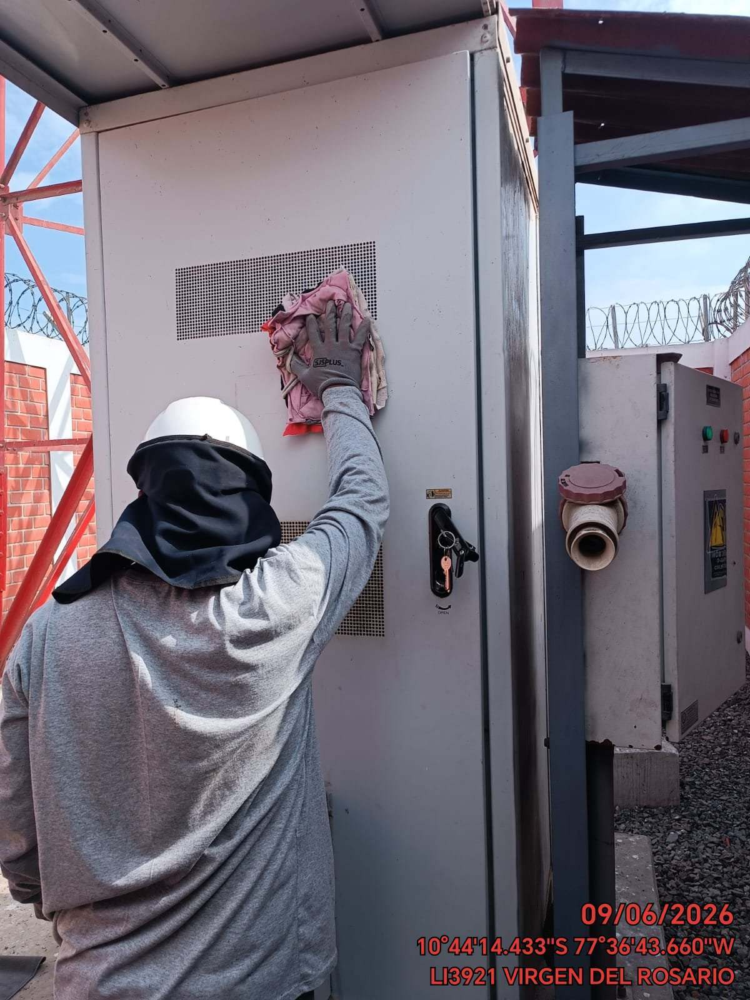 SJSPLUS
OPEN
09/06/2026
10°44'14.433"S 77°36'43.660"W
LI3921 VIRGEN DEL ROSARIO